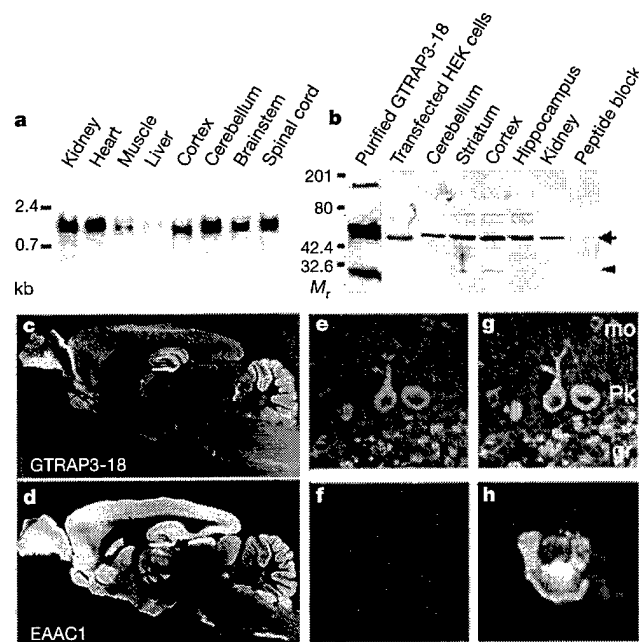 a
Kidney
Heart
Muscle
Liver
Cortex
Cerebellum
Brainstem
Spinal cord
2.4
0.7
kb
b
Purified GTRAP3-18
Transfected HEK cells
Cerebellum
Striatum
Cortex
Hippocampus
Kidney
Peptide block
201
80
42.4
32.6
Mr
c
GTRAP3-18
e
g
mo
Pk
gr
d
EAAC1
f
h